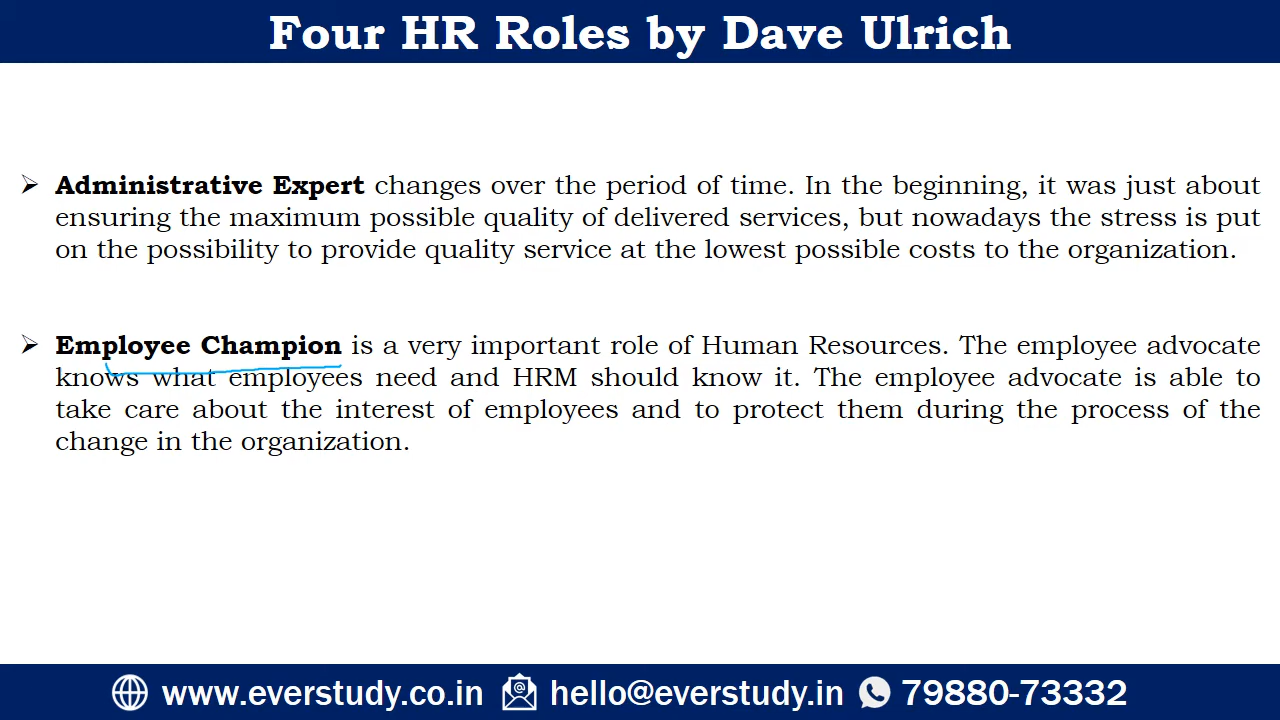 Four HR Roles by Dave Ulrich
➢ Administrative Expert changes over the period of time. In the beginning, it was just about
ensuring the maximum possible quality of delivered services, but nowadays the stress is put
on the possibility to provide quality service at the lowest possible costs to the organization.
➢ Employee Champion is a very important role of Human Resources. The employee advocate
knows what employees need and HRM should know it. The employee advocate is able to
take care about the interest of employees and to protect them during the process of the
change in the organization.
www.everstudy.co.in hello@everstudy.in 79880-73332